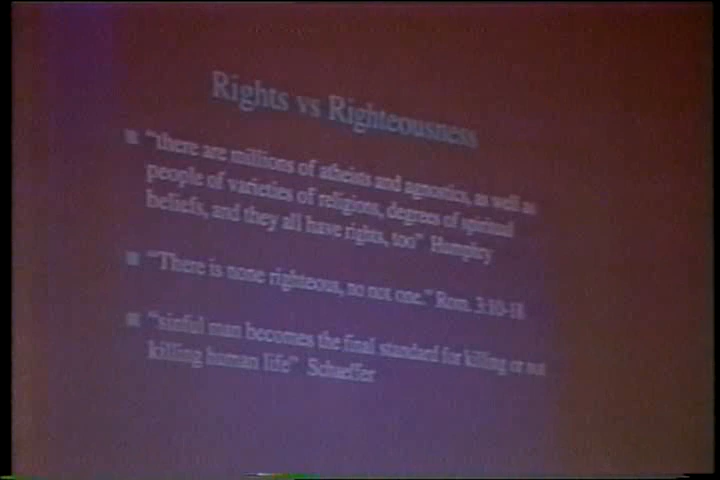 Rights vs Righteousness
"there are millions of atheists and agnostics, as well as
people of varieties of religions, degrees of spiritual
beliefs, and they all have rights, too" Humphry
"There is none righteous, no not one." Rom. 3:10-18
"sinful man becomes the final standard for killing or not
killing human life" Schaeffer